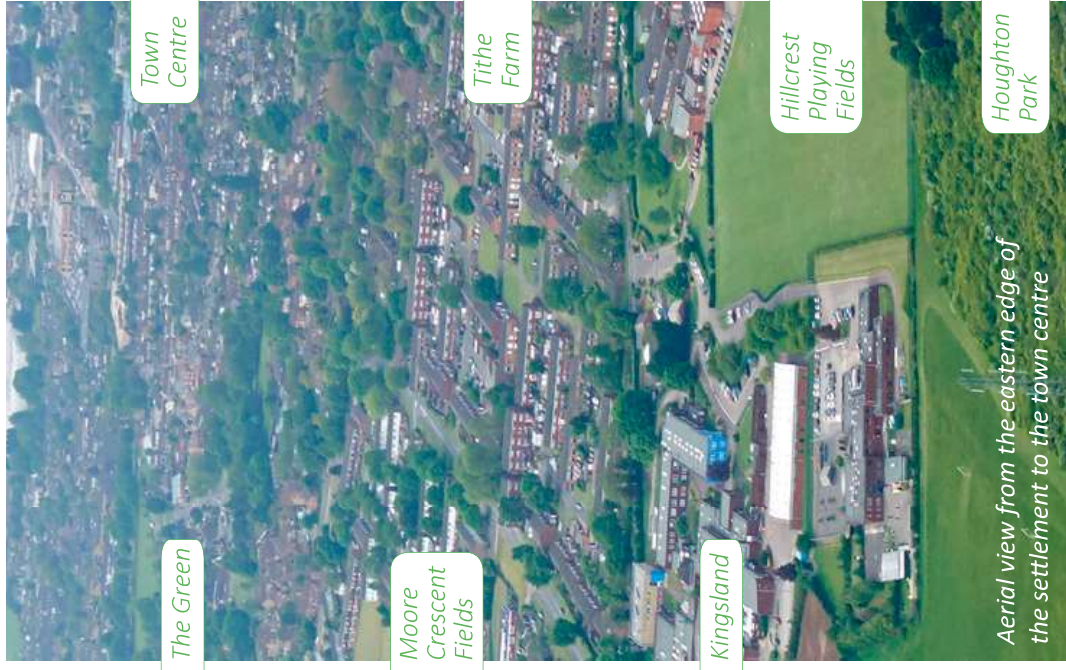 Town
Centre
The Green
Moore
Crescent
Fields
Tithe
Farm
Kingsland
Hillcrest
Playing
Fields
Houghton
Park
Aerial view from the eastern edge of
the settlement to the town centre